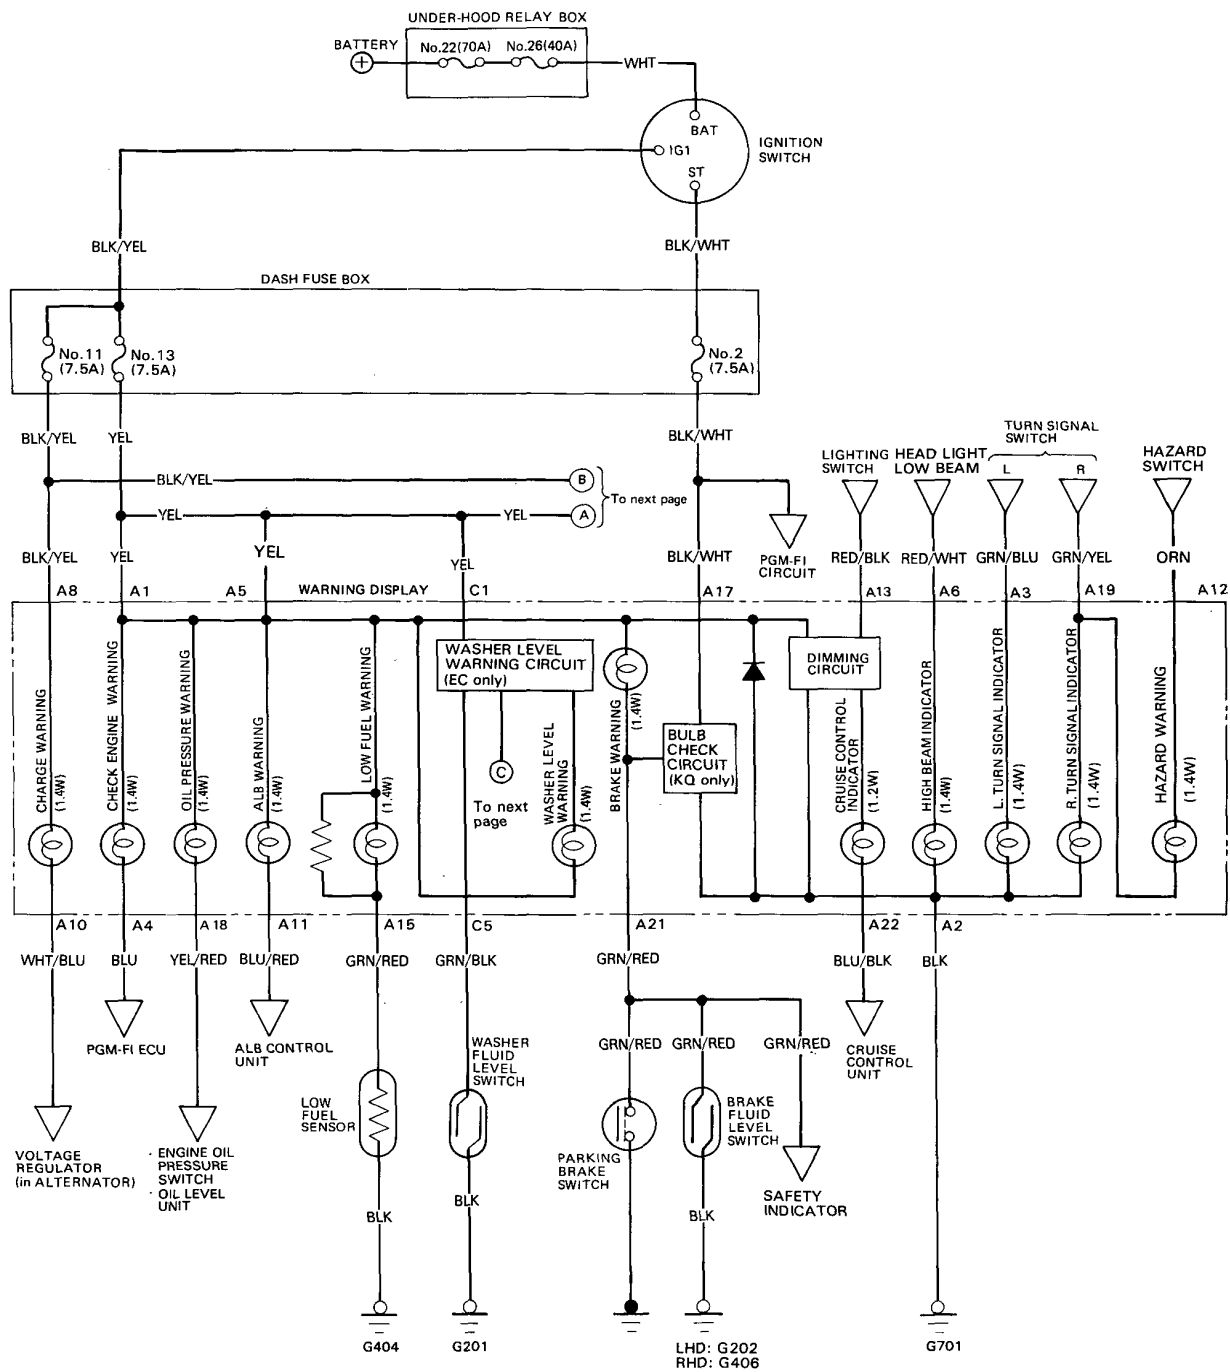 UNDER-HOOD RELAY BOX
BATTERY
No.22(70A)
No.26(40A)
WHT
BAT
IG1
ST
IGNITION
SWITCH
BLK/YEL
BLK/WHT
DASH FUSE BOX
No.11
(7.5A)
No.13
(7.5A)
No.2
(7.5A)
BLK/YEL
YEL
BLK/WHT
LIGHTING
SWITCH
HEAD LIGHT
LOW BEAM
TURN SIGNAL
SWITCH
L
R
HAZARD
SWITCH
BLK/YEL
B
To next page
YEL
YEL
A
BLK/YEL
YEL
YEL
YEL
BLK/WHT
PGM-FI
CIRCUIT
RED/BLK
RED/WHT
GRN/BLU
GRN/YEL
ORN
A8
A1
A5
WARNING DISPLAY
C1
A17
A13
A6
A3
A19
A12
WASHER LEVEL
WARNING CIRCUIT
(EC only)
DIMMING
CIRCUIT
BULB
CHECK
CIRCUIT
(KQ only)
C
To next
page
CHARGE WARNING
(1.4W)
CHECK ENGINE WARNING
(1.4W)
OIL PRESSURE WARNING
(1.4W)
ALB WARNING
(1.4W)
LOW FUEL WARNING
(1.4W)
WASHER LEVEL
WARNING
(1.4W)
BRAKE WARNING
(1.4W)
CRUISE CONTROL
INDICATOR
(1.2W)
HIGH BEAM INDICATOR
(1.4W)
L. TURN SIGNAL INDICATOR
(1.4W)
R. TURN SIGNAL INDICATOR
(1.4W)
HAZARD WARNING
(1.4W)
A10
A4
A18
A11
A15
C5
A21
A22
A2
WHT/BLU
BLU
YEL/RED
BLU/RED
GRN/RED
GRN/BLK
GRN/RED
BLU/BLK
BLK
PGM-FI ECU
ALB CONTROL
UNIT
WASHER
FLUID
LEVEL
SWITCH
GRN/RED
GRN/RED
GRN/RED
CRUISE
CONTROL
UNIT
LOW
FUEL
SENSOR
BRAKE
FLUID
LEVEL
SWITCH
VOLTAGE
REGULATOR
(in ALTERNATOR)
· ENGINE OIL
PRESSURE
SWITCH
· OIL LEVEL
UNIT
PARKING
BRAKE
SWITCH
SAFETY
INDICATOR
BLK
BLK
BLK
G404
G201
LHD: G202
RHD: G406
G701